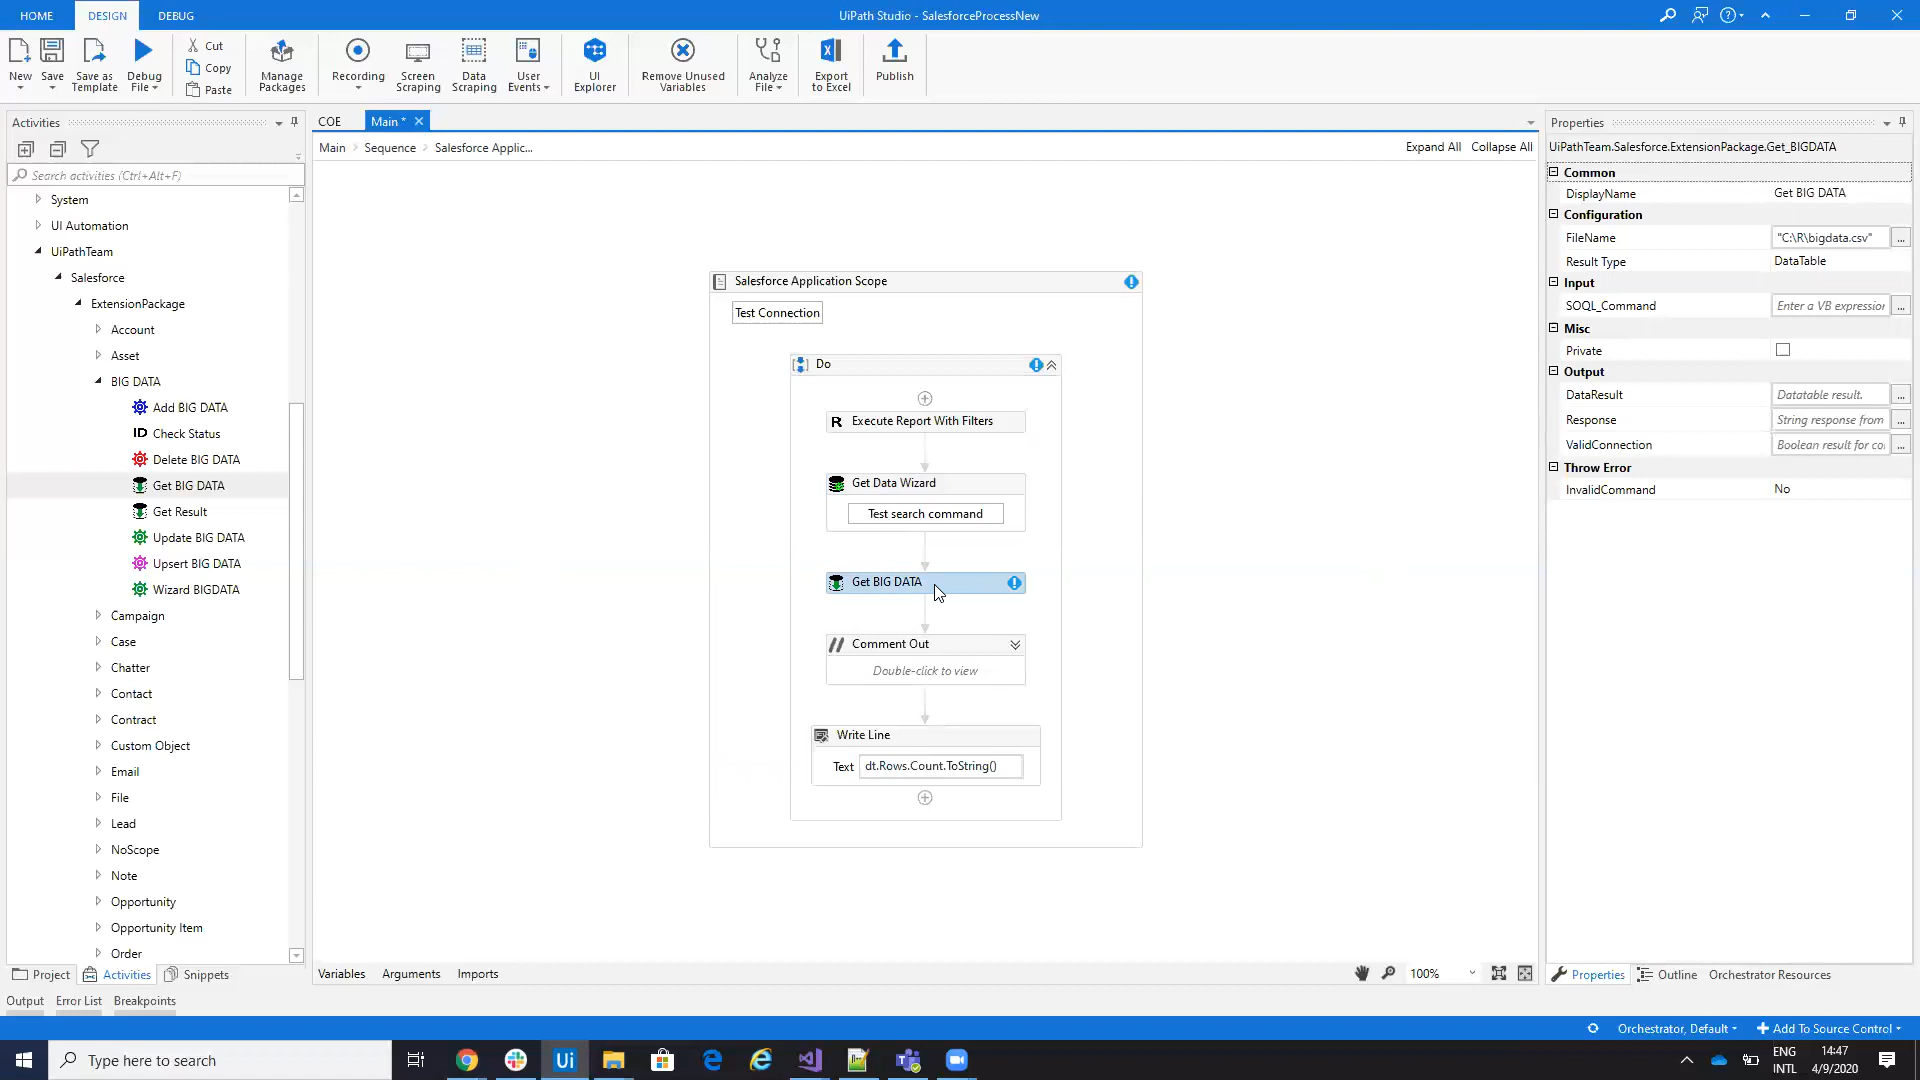 HOME DESIGN DEBUG UiPath Studio - SalesforceProcessNew
New Save Save as Template Debug File Cut Copy Paste Manage Packages Recording Screen Scraping Data Scraping User Events UI Explorer Remove Unused Variables Analyze File Export to Excel Publish
Activities
Search activities (Ctrl+Alt+F)
System
UI Automation
UiPathTeam
Salesforce
ExtensionPackage
Account
Asset
BIG DATA
Add BIG DATA
ID Check Status
Delete BIG DATA
Get BIG DATA
Get Result
Update BIG DATA
Upsert BIG DATA
Wizard BIGDATA
Campaign
Case
Chatter
Contact
Contract
Custom Object
Email
File
Lead
NoScope
Note
Opportunity
Opportunity Item
Order
Project Activities Snippets
COE Main *
Main Sequence Salesforce Applic... Expand All Collapse All
Salesforce Application Scope
Test Connection
Do
R Execute Report With Filters
Get Data Wizard
Test search command
Get BIG DATA
// Comment Out
Double-click to view
Write Line
Text dt.Rows.Count.ToString()
Variables Arguments Imports 100%
Properties
UiPathTeam.Salesforce.ExtensionPackage.Get_BIGDATA
Common
DisplayName Get BIG DATA
Configuration
FileName "C:\R\bigdata.csv" ...
Result Type DataTable
Input
SOQL_Command Enter a VB expression ...
Misc
Private
Output
DataResult Datatable result. ...
Response String response from ...
ValidConnection Boolean result for co ...
Throw Error
InvalidCommand No
Properties Outline Orchestrator Resources
Output Error List Breakpoints
Orchestrator, Default Add To Source Control
Type here to search Ui ENG INTL 14:47 4/9/2020